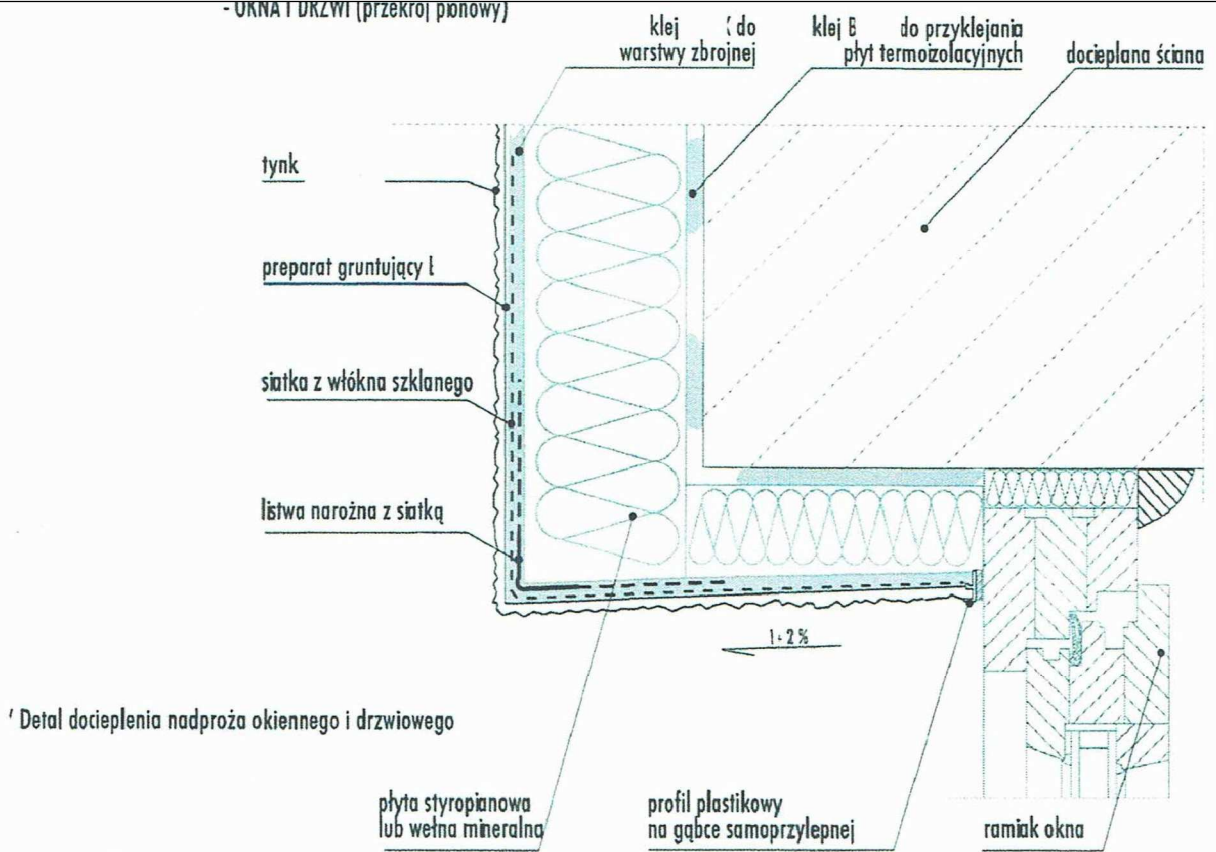 - OKNA I DRZWI (przekrój pionowy)
klej do
warstwy zbrojnej
klej B do przyklejania
płyt termoizolacyjnych
docieplana ściana
tynk
preparat gruntujący
siatka z włókna szklanego
listwa narożna z siatką
1÷2 %
' Detal docieplenia nadproża okiennego i drzwiowego
płyta styropianowa
lub wełna mineralna
profil plastikowy
na gąbce samoprzylepnej
ramiak okna